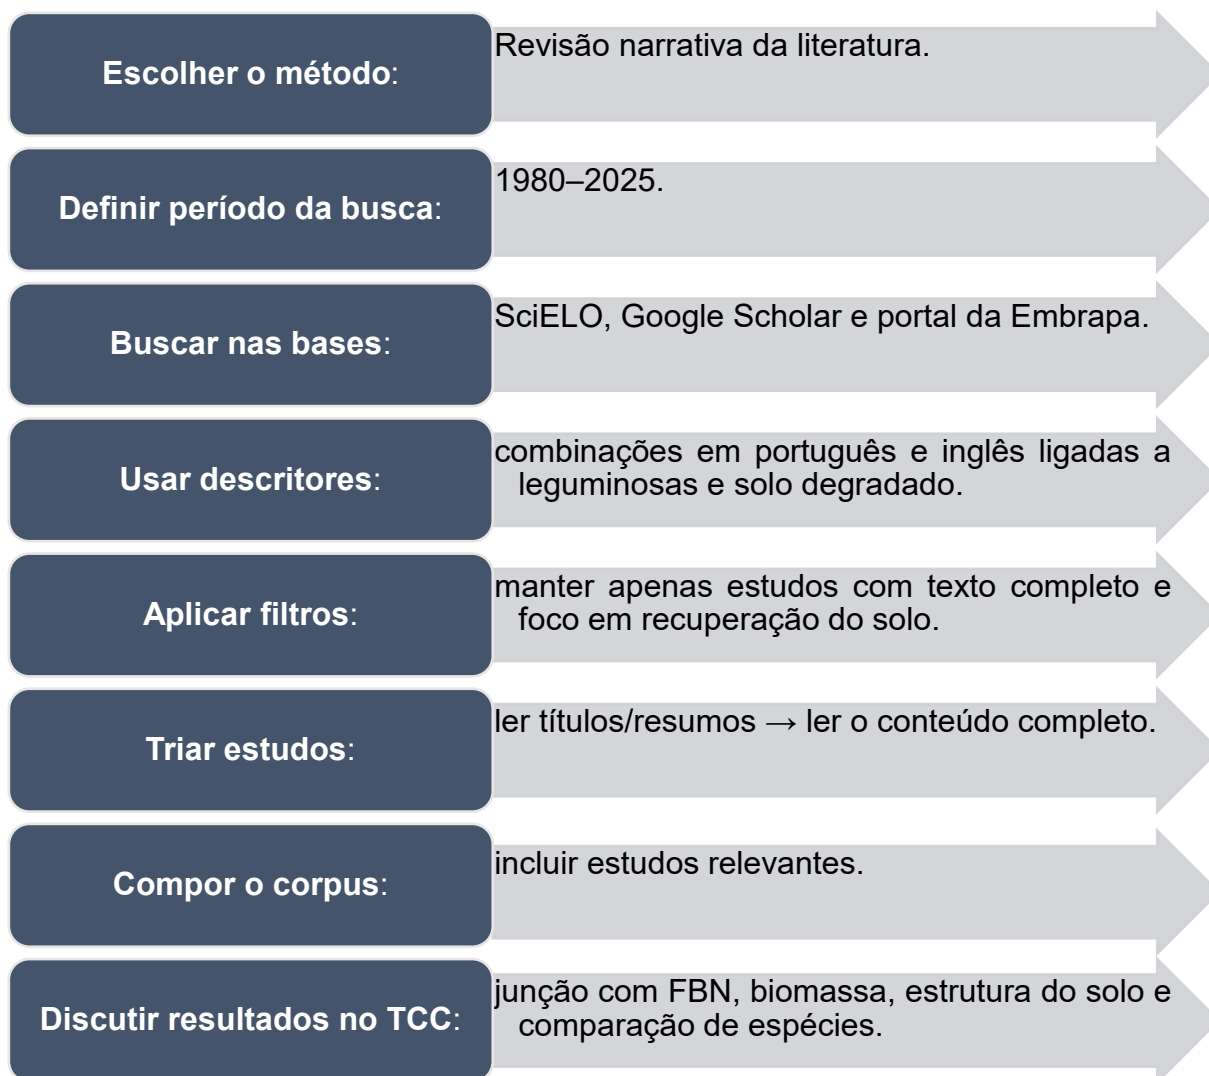 Escolher o método:
Revisão narrativa da literatura.
Definir período da busca:
1980–2025.
Buscar nas bases:
SciELO, Google Scholar e portal da Embrapa.
Usar descritores:
combinações em português e inglês ligadas a
leguminosas e solo degradado.
Aplicar filtros:
manter apenas estudos com texto completo e
foco em recuperação do solo.
Triar estudos:
ler títulos/resumos → ler o conteúdo completo.
Compor o corpus:
incluir estudos relevantes.
Discutir resultados no TCC:
junção com FBN, biomassa, estrutura do solo e
comparação de espécies.